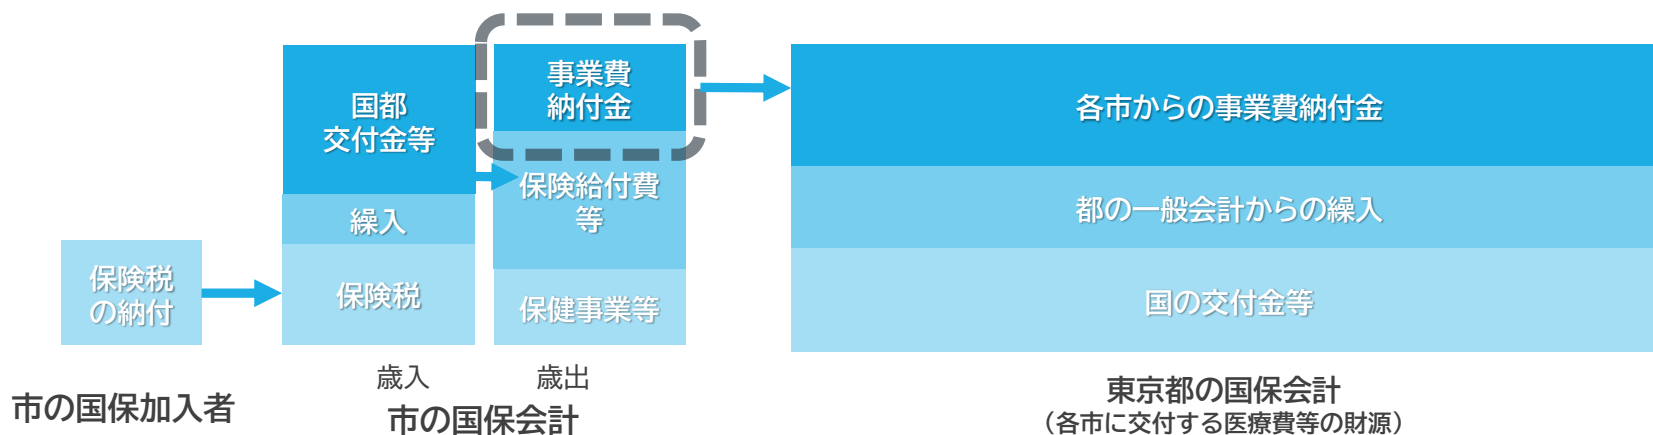 保険税
の納付
市の国保加入者
国都
交付金等
繰入
保険税
歳入
事業費
納付金
保険給付費
等
保健事業等
歳出
市の国保会計
各市からの事業費納付金
都の一般会計からの繰入
国の交付金等
東京都の国保会計
（各市に交付する医療費等の財源）